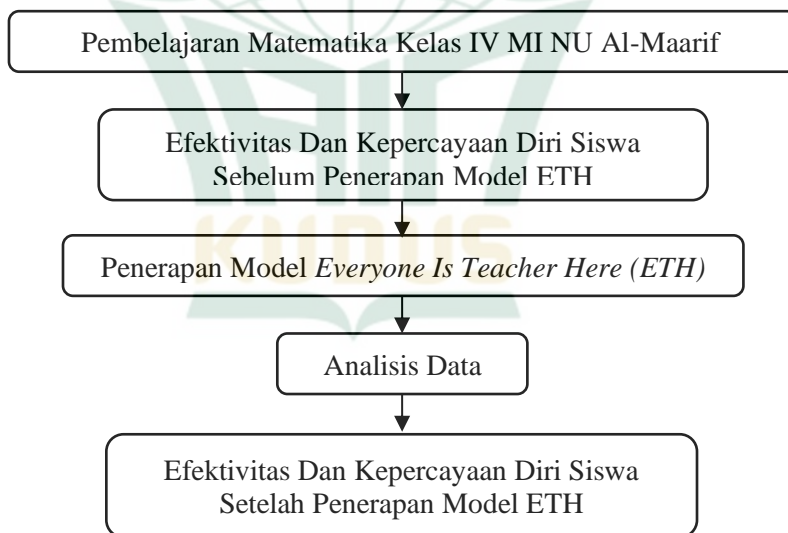 Pembelajaran Matematika Kelas IV MI NU Al-Maarif
Efektivitas Dan Kepercayaan Diri Siswa
Sebelum Penerapan Model ETH
KUDUS
Penerapan Model Everyone Is Teacher Here (ETH)
Analisis Data
Efektivitas Dan Kepercayaan Diri Siswa
Setelah Penerapan Model ETH